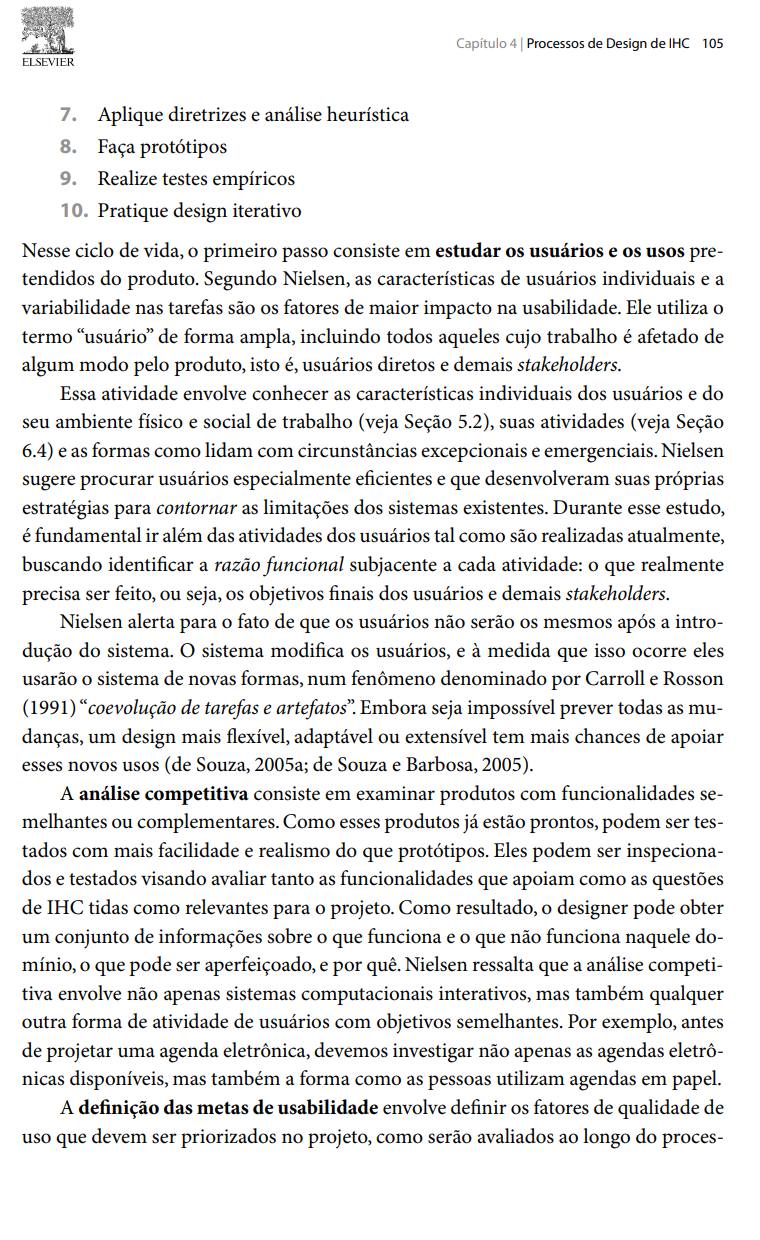 ELSEVIER
Capítulo 4 | Processos de Design de IHC 105
7. Aplique diretrizes e análise heurística
8. Faça protótipos
9. Realize testes empíricos
10. Pratique design iterativo
Nesse ciclo de vida, o primeiro passo consiste em estudar os usuários e os usos pre-
tendidos do produto. Segundo Nielsen, as características de usuários individuais e a
variabilidade nas tarefas são os fatores de maior impacto na usabilidade. Ele utiliza o
termo “usuário” de forma ampla, incluindo todos aqueles cujo trabalho é afetado de
algum modo pelo produto, isto é, usuários diretos e demais stakeholders.
Essa atividade envolve conhecer as características individuais dos usuários e do
seu ambiente físico e social de trabalho (veja Seção 5.2), suas atividades (veja Seção
6.4) e as formas como lidam com circunstâncias excepcionais e emergenciais. Nielsen
sugere procurar usuários especialmente eficientes e que desenvolveram suas próprias
estratégias para contornar as limitações dos sistemas existentes. Durante esse estudo,
é fundamental ir além das atividades dos usuários tal como são realizadas atualmente,
buscando identificar a razão funcional subjacente a cada atividade: o que realmente
precisa ser feito, ou seja, os objetivos finais dos usuários e demais stakeholders.
Nielsen alerta para o fato de que os usuários não serão os mesmos após a intro-
dução do sistema. O sistema modifica os usuários, e à medida que isso ocorre eles
usarão o sistema de novas formas, num fenômeno denominado por Carroll e Rosson
(1991) “coevolução de tarefas e artefatos”. Embora seja impossível prever todas as mu-
danças, um design mais flexível, adaptável ou extensível tem mais chances de apoiar
esses novos usos (de Souza, 2005a; de Souza e Barbosa, 2005).
A análise competitiva consiste em examinar produtos com funcionalidades se-
melhantes ou complementares. Como esses produtos já estão prontos, podem ser tes-
tados com mais facilidade e realismo do que protótipos. Eles podem ser inspeciona-
dos e testados visando avaliar tanto as funcionalidades que apoiam como as questões
de IHC tidas como relevantes para o projeto. Como resultado, o designer pode obter
um conjunto de informações sobre o que funciona e o que não funciona naquele do-
mínio, o que pode ser aperfeiçoado, e por quê. Nielsen ressalta que a análise competi-
tiva envolve não apenas sistemas computacionais interativos, mas também qualquer
outra forma de atividade de usuários com objetivos semelhantes. Por exemplo, antes
de projetar uma agenda eletrônica, devemos investigar não apenas as agendas eletrô-
nicas disponíveis, mas também a forma como as pessoas utilizam agendas em papel.
A definição das metas de usabilidade envolve definir os fatores de qualidade de
uso que devem ser priorizados no projeto, como serão avaliados ao longo do proces-